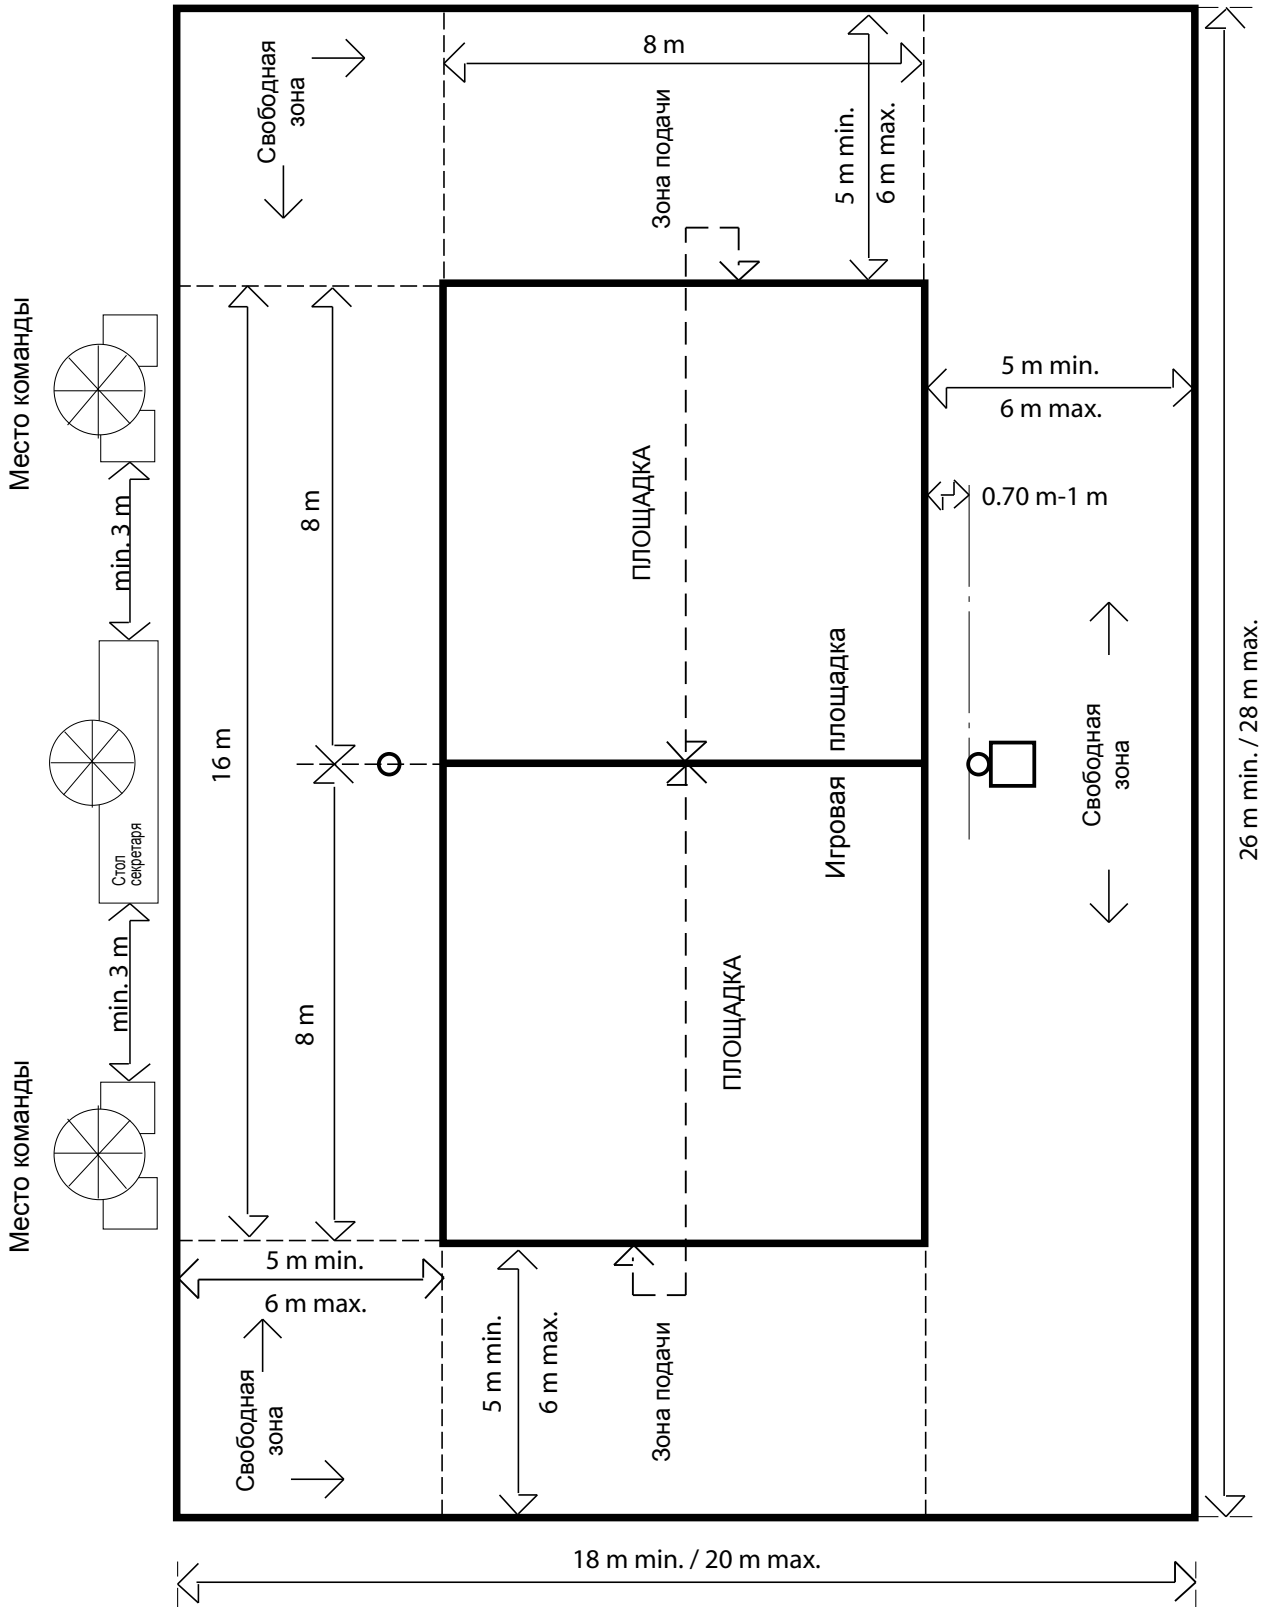 8 m
Свободная
зона
Зона подачи
5 m min.
6 m max.
Место команды
min. 3 m
8 m
ПЛОЩАДКА
5 m min.
6 m max.
0.70 m-1 m
16 m
Стол
секретаря
Игровая площадка
Свободная
зона
26 m min. / 28 m max.
min. 3 m
8 m
ПЛОЩАДКА
Место команды
5 m min.
6 m max.
Свободная
зона
5 m min.
6 m max.
Зона подачи
18 m min. / 20 m max.